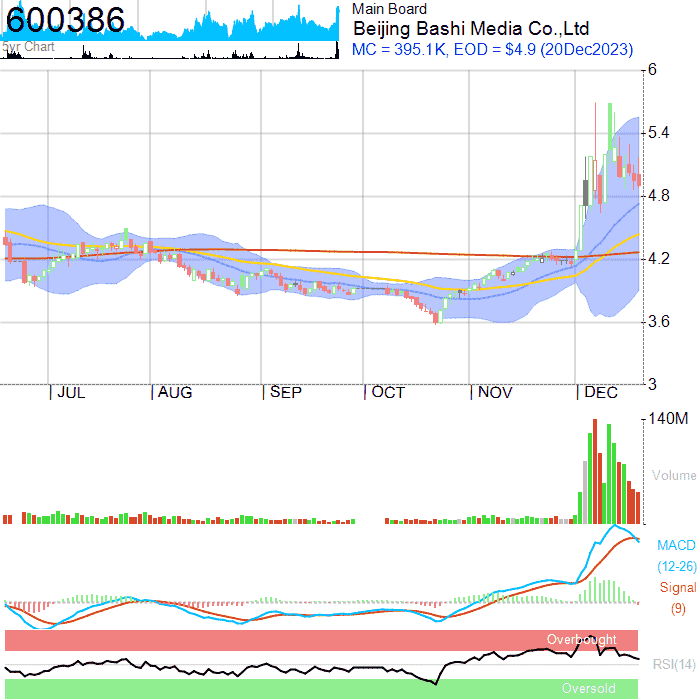 600386
5yr Chart
Main Board
Beijing Bashi Media Co.,Ltd
MC = 395.1K, EOD = $4.9 (20Dec2023)
6
5.4
4.8
4.2
3.6
3
JUL
AUG
SEP
OCT
NOV
DEC
140M
Volume
MACD
(12-26)
Signal
(9)
Overbought
RSI(14)
Oversold